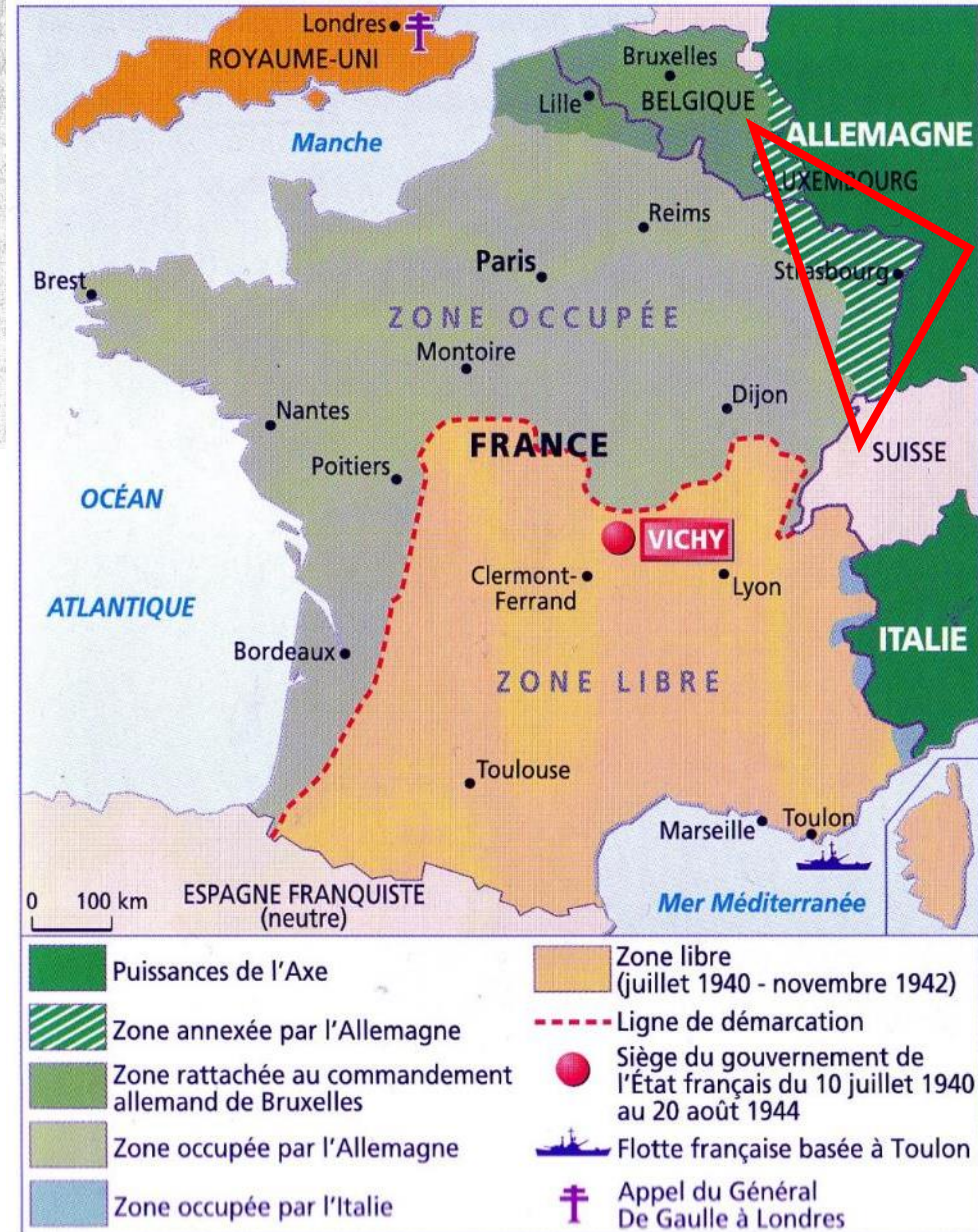 Londres
ROYAUME-UNI
Bruxelles
Lille
BELGIQUE
Manche
ALLEMAGNE
LUXEMBOURG
Reims
Paris
Strasbourg
Brest
ZONE OCCUPÉE
Montoire
Dijon
Nantes
FRANCE
SUISSE
Poitiers
OCÉAN
ATLANTIQUE
VICHY
Clermont-
Ferrand
Lyon
ITALIE
Bordeaux
ZONE LIBRE
Toulouse
Marseille
Toulon
0 100 km
ESPAGNE FRANQUISTE
(neutre)
Mer Méditerranée
Puissances de l'Axe
Zone annexée par l'Allemagne
Zone rattachée au commandement
allemand de Bruxelles
Zone occupée par l'Allemagne
Zone occupée par l'Italie
Zone libre
(juillet 1940 - novembre 1942)
Ligne de démarcation
Siège du gouvernement de
l'État français du 10 juillet 1940
au 20 août 1944
Flotte française basée à Toulon
Appel du Général
De Gaulle à Londres